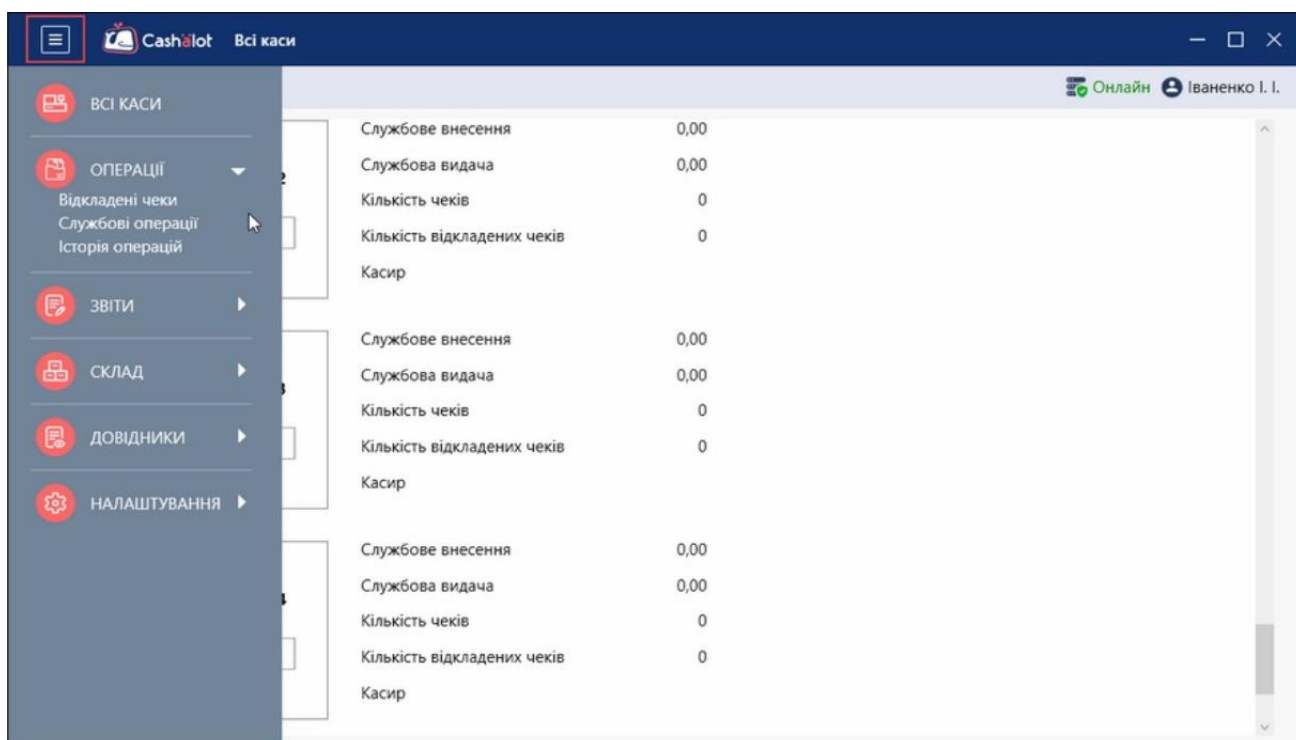 Cashalot Всі каси
Онлайн Іваненко І. І.
ВСІ КАСИ
ОПЕРАЦІЇ
Відкладені чеки
Службові операції
Історія операцій
ЗВІТИ
СКЛАД
ДОВІДНИКИ
НАЛАШТУВАННЯ
2
Службове внесення 0,00
Службова видача 0,00
Кількість чеків 0
Кількість відкладених чеків 0
Касир
3
Службове внесення 0,00
Службова видача 0,00
Кількість чеків 0
Кількість відкладених чеків 0
Касир
4
Службове внесення 0,00
Службова видача 0,00
Кількість чеків 0
Кількість відкладених чеків 0
Касир